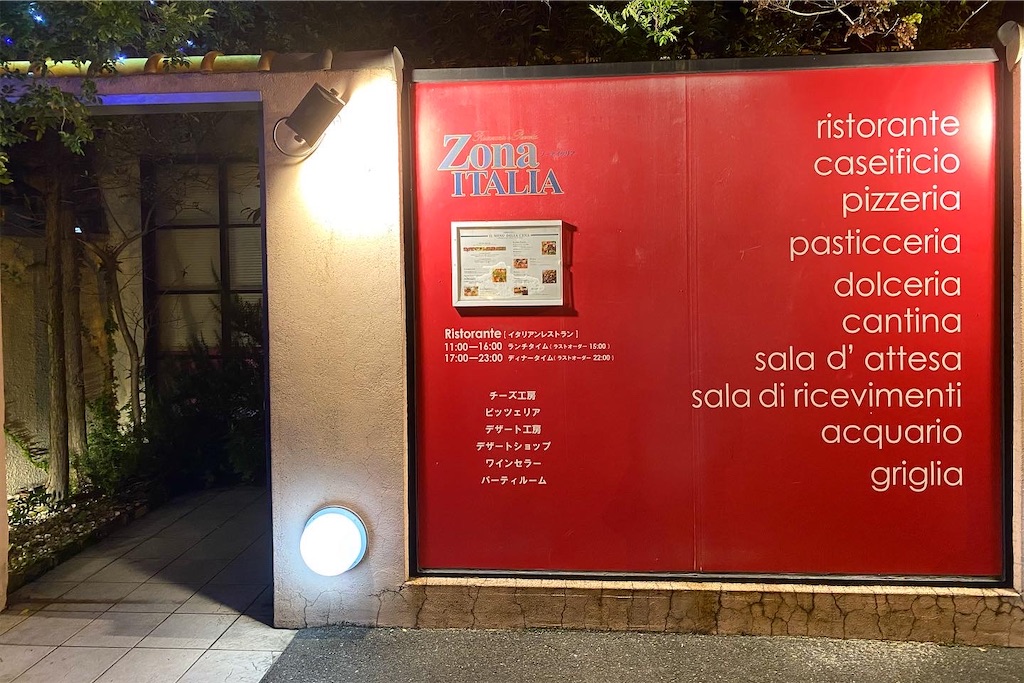 Zona
ITALIA
Ristorante [ イタリアンレストラン ]
11:00—16:00 ランチタイム ( ラストオーダー 15:00 )
17:00—23:00 ディナータイム ( ラストオーダー 22:00 )
チーズ工房
ピッツェリア
デザート工房
デザートショップ
ワインセラー
パーティルーム
ristorante
caseificio
pizzeria
pasticceria
dolceria
cantina
sala d' attesa
sala di ricevimenti
acquario
griglia